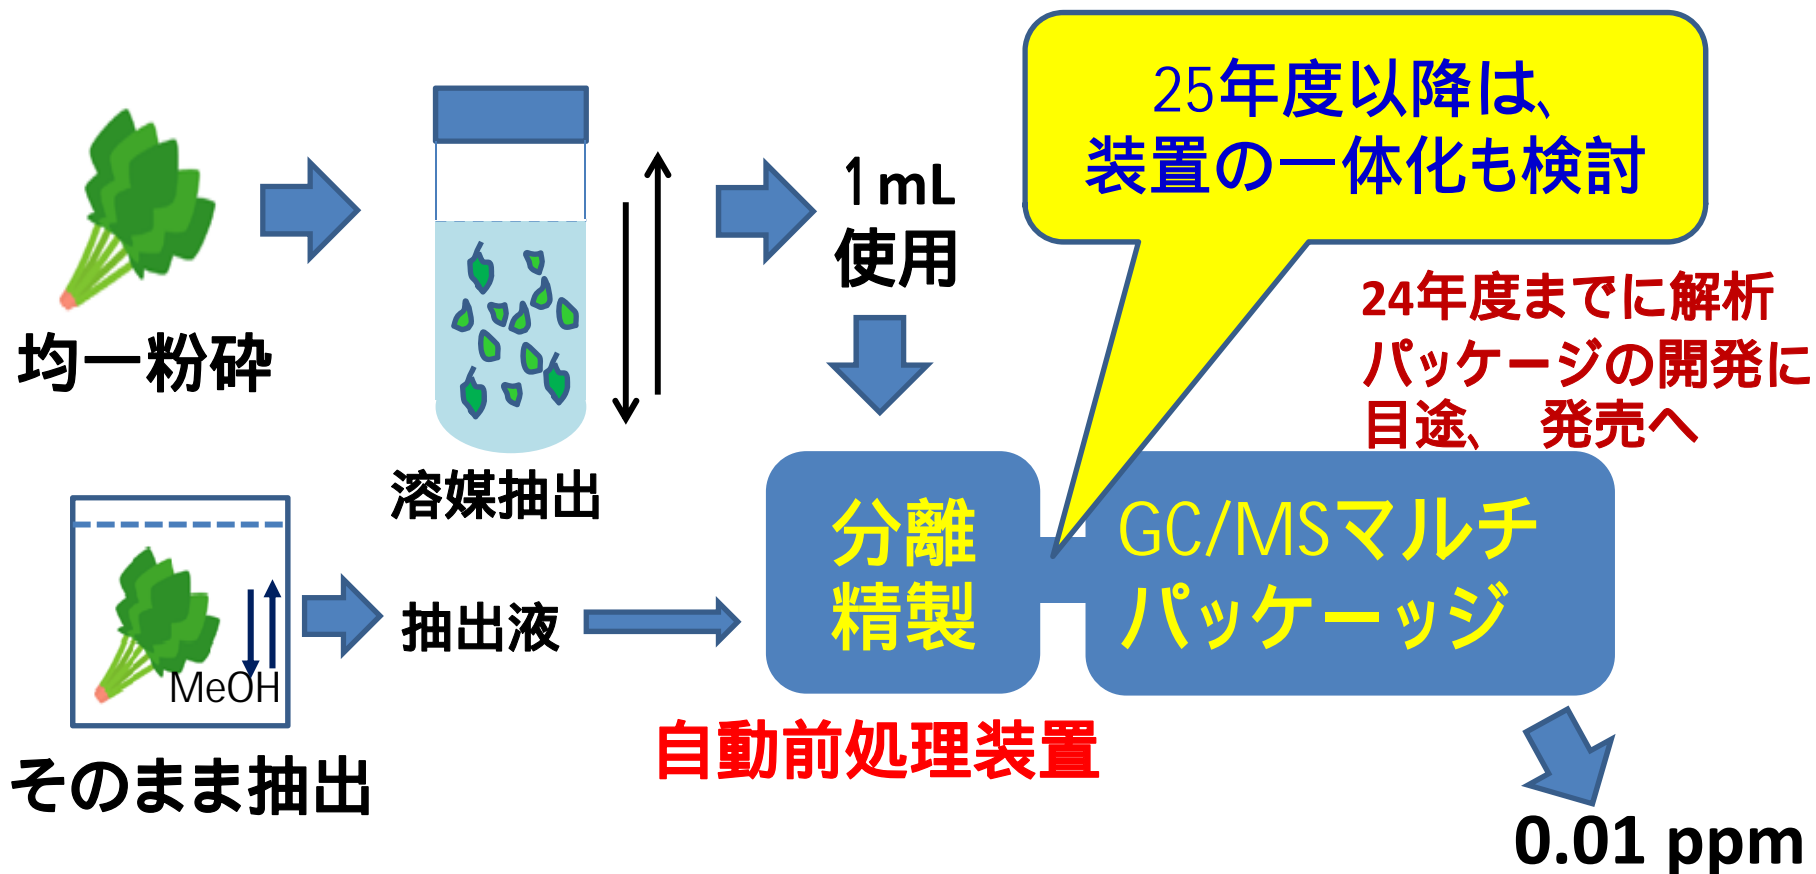 25年度以降は、
装置の一体化も検討
1mL
使用
24年度までに解析
パッケージの開発に
目途、 発売へ
均一粉砕
溶媒抽出
分離
精製
GC/MSマルチ
パッケーッジ
MeOH
抽出液
自動前処理装置
そのまま抽出
0.01 ppm